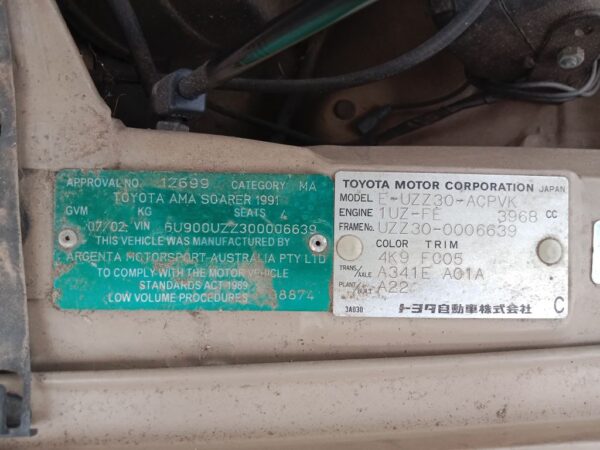 APPROVAL NO. 12699 CATEGORY MA
TOYOTA AMA SOARER 1991
GVM KG SEATS 4
07/02 VIN 6U900UZZ300006639
THIS VEHICLE WAS MANUFACTURED BY
ARGENTA MOTORSPORT AUSTRALIA PTY LTD
TO COMPLY WITH THE MOTOR VEHICLE
STANDARDS ACT 1989
LOW VOLUME PROCEDURES 08874
TOYOTA MOTOR CORPORATION JAPAN
MODEL E-UZZ30-ACPVK
ENGINE 1UZ-FE 3968 CC
FRAME No. UZZ30-0006639
COLOR TRIM
4K9 FC05
TRANS/AXLE A341E A01A
PLANT/BUILT A22
3A030 トヨタ自動車株式会社 C